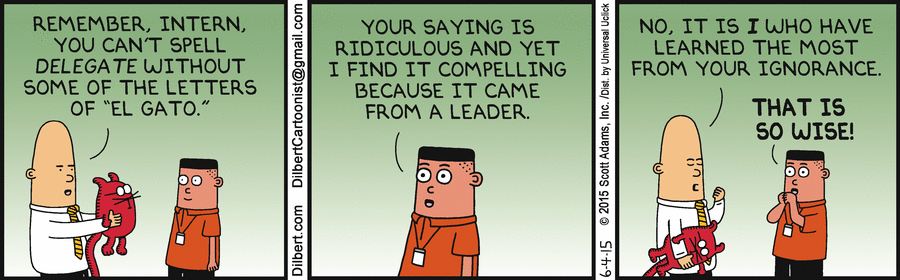 REMEMBER, INTERN,
YOU CAN'T SPELL
DELEGATE WITHOUT
SOME OF THE LETTERS
OF "EL GATO."
Dilbert.com DilbertCartoonist@gmail.com
YOUR SAYING IS
RIDICULOUS AND YET
I FIND IT COMPELLING
BECAUSE IT CAME
FROM A LEADER.
6-4-15 © 2015 Scott Adams, Inc. /Dist. by Universal Uclick
NO, IT IS I WHO HAVE
LEARNED THE MOST
FROM YOUR IGNORANCE.
THAT IS
SO WISE!